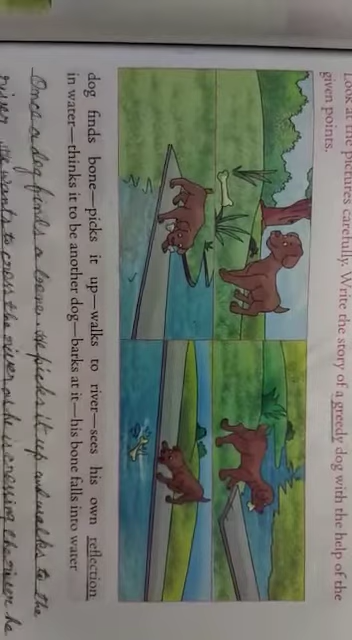 Look at the pictures carefully. Write the story of a greedy dog with the help of the
given points.
dog finds bone—picks it up—walks to river—sees his own reflection
in water—thinks it to be another dog—barks at it—his bone falls into water
Once a dog finds a bone. He picks it up and walks to the
river. He wants to cross the river as he is crossing the river he